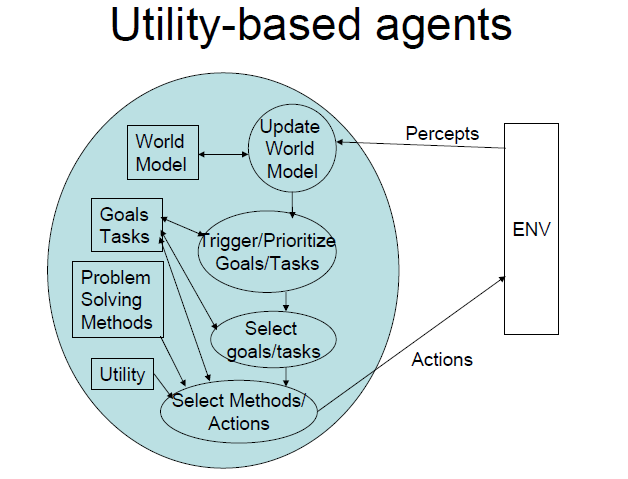 Utility-based agents
Update
World
Model
World
Model
Percepts
Goals
Tasks
Trigger/Prioritize
Goals/Tasks
ENV
Problem
Solving
Methods
Select
goals/tasks
Actions
Utility
Select Methods/
Actions